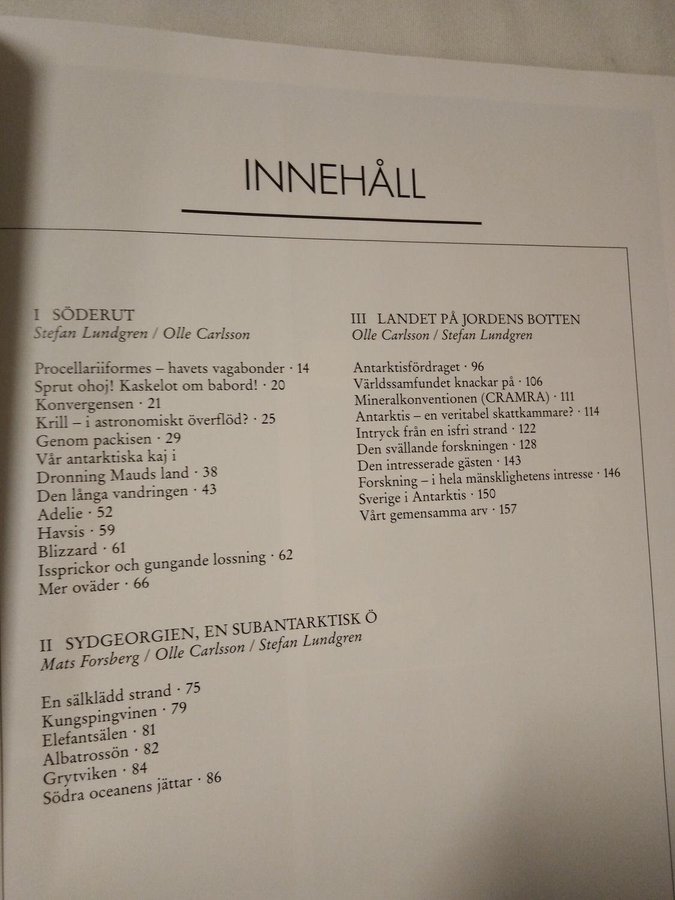 INNEHÅLL
I SÖDERUT
Stefan Lundgren / Olle Carlsson
Procellariiformes – havets vagabonder · 14
Sprut ohoj! Kaskelot om babord! · 20
Konvergensen · 21
Krill – i astronomiskt överflöd? · 25
Genom packisen · 29
Vår antarktiska kaj i
Dronning Mauds land · 38
Den långa vandringen · 43
Adelie · 52
Havsis · 59
Blizzard · 61
Issprickor och gungande lossning · 62
Mer oväder · 66
II SYDGEORGIEN, EN SUBANTARKTISK Ö
Mats Forsberg / Olle Carlsson / Stefan Lundgren
En sälklädd strand · 75
Kungspingvinen · 79
Elefantsälen · 81
Albatrossön · 82
Grytviken · 84
Södra oceanens jättar · 86
III LANDET PÅ JORDENS BOTTEN
Olle Carlsson / Stefan Lundgren
Antarktisfördraget · 96
Världssamfundet knackar på · 106
Mineralkonventionen (CRAMRA) · 111
Antarktis – en veritabel skattkammare? · 114
Intryck från en isfri strand · 122
Den svällande forskningen · 128
Den intresserade gästen · 143
Forskning – i hela mänsklighetens intresse · 146
Sverige i Antarktis · 150
Vårt gemensamma arv · 157